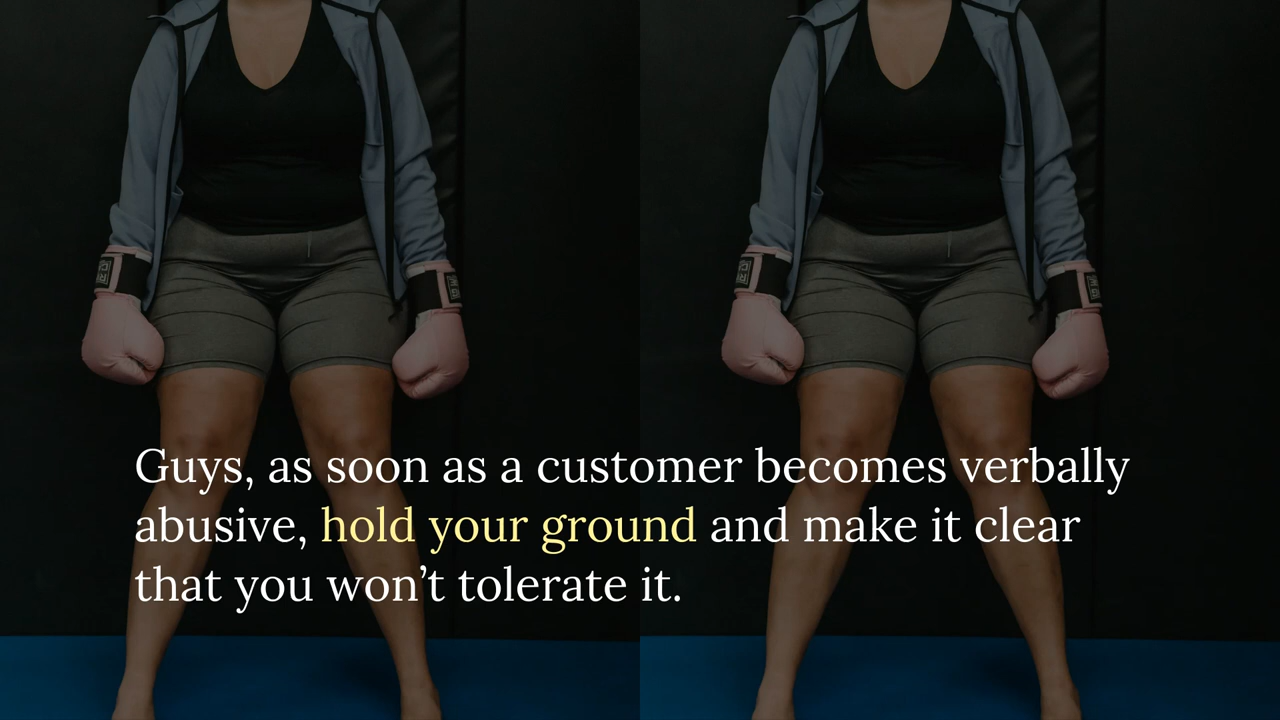 Guys, as soon as a customer becomes verbally
abusive, hold your ground and make it clear
that you won’t tolerate it.